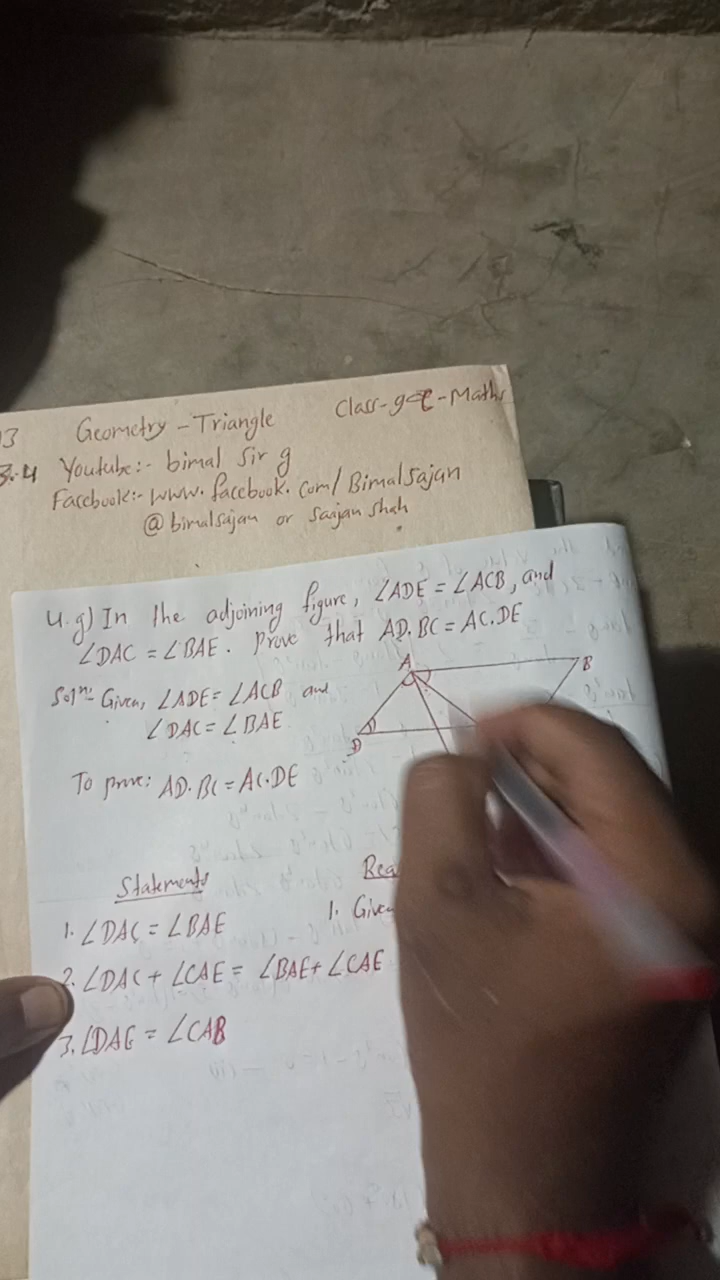 Geometry - Triangle Class-9 - Maths
3.4 Youtube:- bimal Sir g
Facebook:- www.facebook.com/BimalSajan
@bimalsajan or Saajan Shah
4.g) In the adjoining figure, ∠ADE = ∠ACB, and
∠DAC = ∠BAE. Prove that AD.BC = AC.DE
Solⁿ:- Given, ∠ADE = ∠ACB and
∠DAC = ∠BAE
To prove: AD.BC = AC.DE
A B
D
Statements Rea
1. ∠DAC = ∠BAE 1. Given
2. ∠DAC + ∠CAE = ∠BAE + ∠CAE
3. ∠DAE = ∠CAB